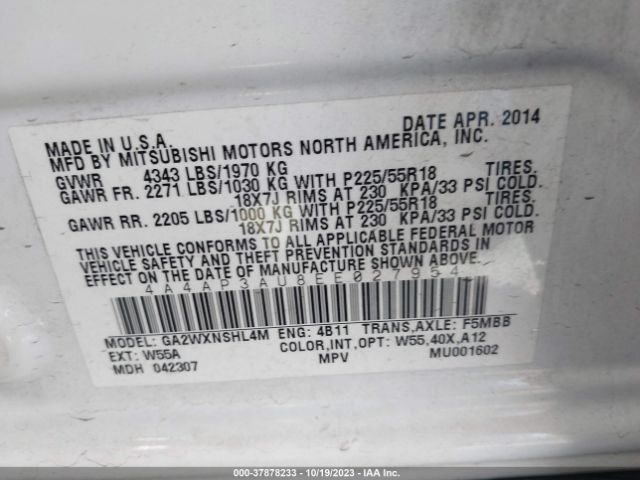 MADE IN U.S.A. DATE APR. 2014
MFD BY MITSUBISHI MOTORS NORTH AMERICA, INC.
GVWR 4343 LBS/1970 KG
GAWR FR. 2271 LBS/1030 KG WITH P225/55R18 TIRES.
18X7J RIMS AT 230 KPA/33 PSI COLD.
GAWR RR. 2205 LBS/1000 KG WITH P225/55R18 TIRES.
18X7J RIMS AT 230 KPA/33 PSI COLD.
THIS VEHICLE CONFORMS TO ALL APPLICABLE FEDERAL MOTOR
VEHICLE SAFETY AND THEFT PREVENTION STANDARDS IN
EFFECT ON THE DATE OF MANUFACTURE SHOWN ABOVE.
4A4AP3AU8EE027954
MODEL: GA2WXNSHL4M ENG: 4B11 TRANS,AXLE: F5MBB
EXT: W55A COLOR,INT,OPT: W55,40X,A12
MDH 042307 MPV MU001602
000-37878233 - 10/19/2023 - IAA Inc.